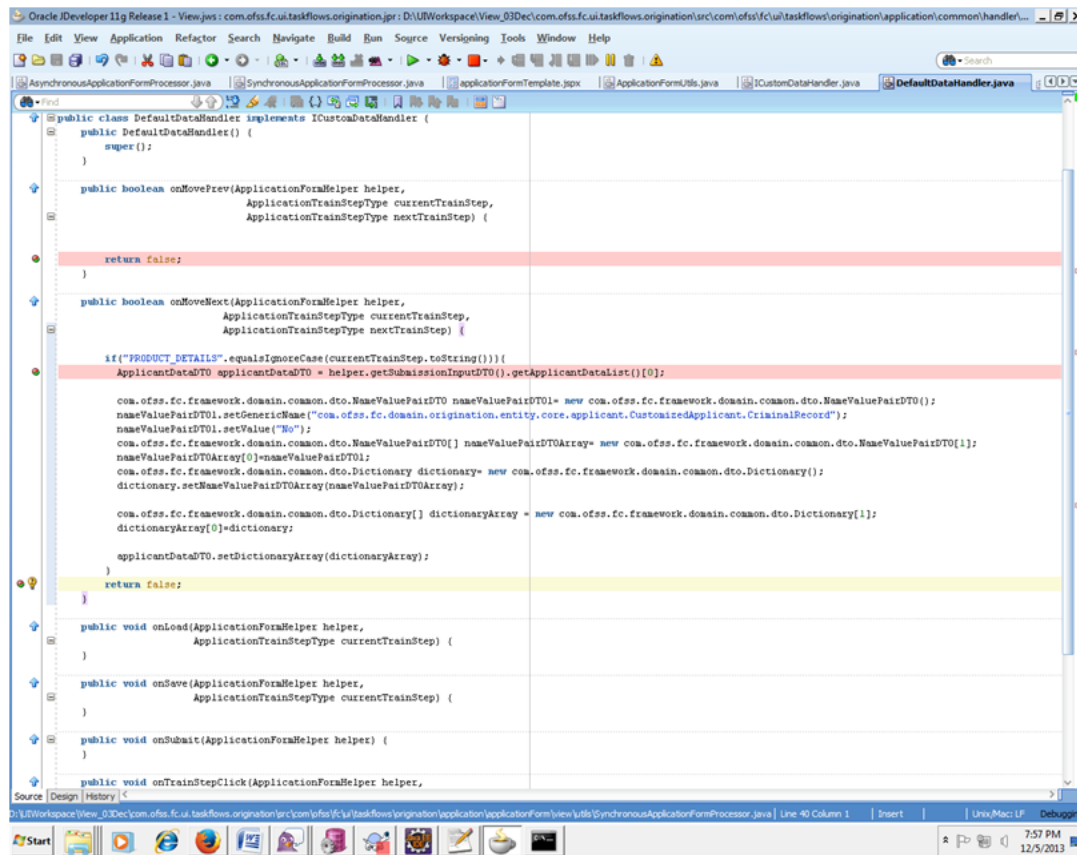 Oracle JDeveloper 11g Release 1 - View.jws : com.ofss.fc.ui.taskflows.origination.jpr : D:\UIWorkspace\View_03Dec\com.ofss.fc.ui.taskflows.origination\src\com\ofss\fc\ui\taskflows\origination\application\common\handler\...
File Edit View Application Refactor Search Navigate Build Run Source Versioning Tools Window Help
Search
AsynchronousApplicationFormProcessor.java SynchronousApplicationFormProcessor.java applicationFormTemplate.jspx ApplicationFormUtils.java ICustomDataHandler.java DefaultDataHandler.java
Find
public class DefaultDataHandler implements ICustomDataHandler {
public DefaultDataHandler() {
super();
}
public boolean onMovePrev(ApplicationFormHelper helper,
ApplicationTrainStepType currentTrainStep,
ApplicationTrainStepType nextTrainStep) {
return false;
}
public boolean onMoveNext(ApplicationFormHelper helper,
ApplicationTrainStepType currentTrainStep,
ApplicationTrainStepType nextTrainStep) {
if("PRODUCT_DETAILS".equalsIgnoreCase(currentTrainStep.toString())){
ApplicantDataDTO applicantDataDTO = helper.getSubmissionInputDTO().getApplicantDataList()[0];
com.ofss.fc.framework.domain.common.dto.NameValuePairDTO nameValuePairDTO1= new com.ofss.fc.framework.domain.common.dto.NameValuePairDTO();
nameValuePairDTO1.setGenericName("com.ofss.fc.domain.origination.entity.core.applicant.CustomizedApplicant.CriminalRecord");
nameValuePairDTO1.setValue("No");
com.ofss.fc.framework.domain.common.dto.NameValuePairDTO[] nameValuePairDTOArray= new com.ofss.fc.framework.domain.common.dto.NameValuePairDTO[1];
nameValuePairDTOArray[0]=nameValuePairDTO1;
com.ofss.fc.framework.domain.common.dto.Dictionary dictionary= new com.ofss.fc.framework.domain.common.dto.Dictionary();
dictionary.setNameValuePairDTOArray(nameValuePairDTOArray);
com.ofss.fc.framework.domain.common.dto.Dictionary[] dictionaryArray = new com.ofss.fc.framework.domain.common.dto.Dictionary[1];
dictionaryArray[0]=dictionary;
applicantDataDTO.setDictionaryArray(dictionaryArray);
}
return false;
}
public void onLoad(ApplicationFormHelper helper,
ApplicationTrainStepType currentTrainStep) {
}
public void onSave(ApplicationFormHelper helper,
ApplicationTrainStepType currentTrainStep) {
}
public void onSubmit(ApplicationFormHelper helper) {
}
public void onTrainStepClick(ApplicationFormHelper helper,
Source Design History
D:\UIWorkspace\View_03Dec\com.ofss.fc.ui.taskflows.origination\src\com\ofss\fc\ui\taskflows\origination\application\applicationForm\view\utils\SynchronousApplicationFormProcessor.java Line 40 Column 1 Insert Unix/Mac: LF Debugging
Start 7:57 PM
12/5/2013